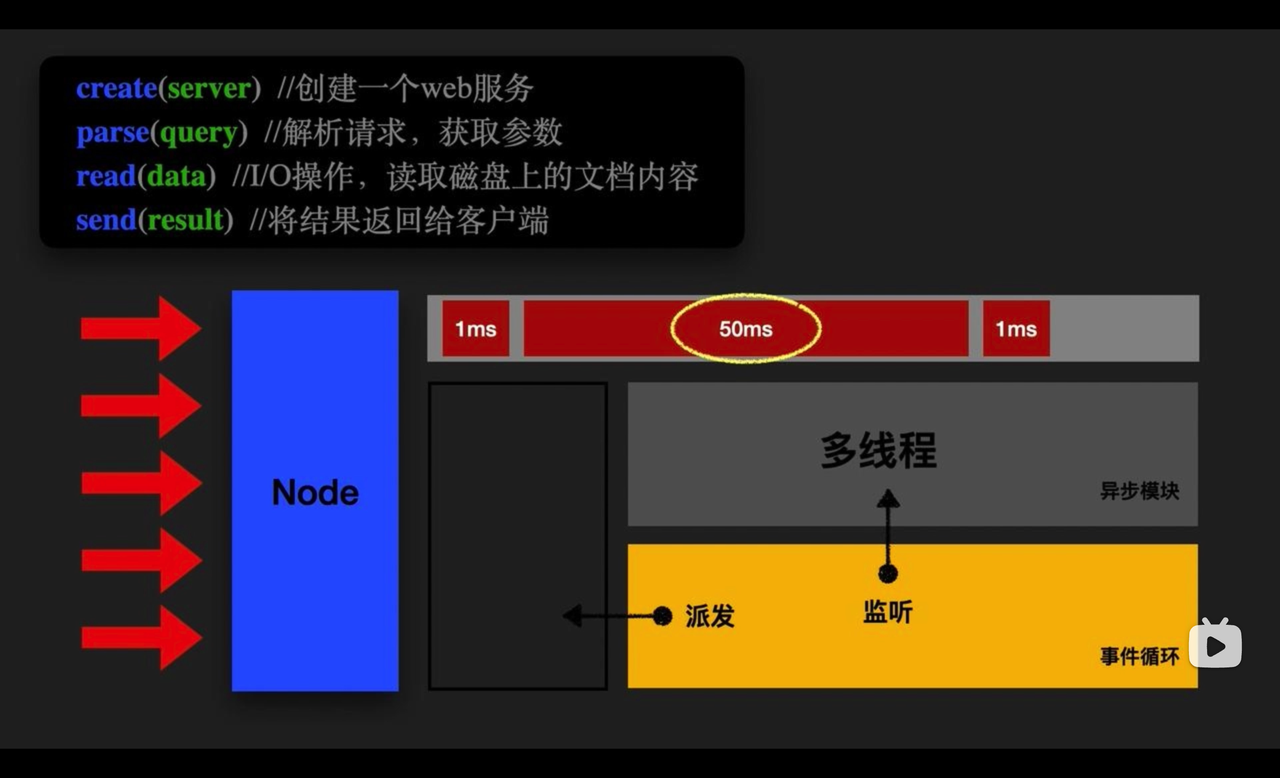 create(server) //创建一个web服务
parse(query) //解析请求，获取参数
read(data) //I/O操作，读取磁盘上的文档内容
send(result) //将结果返回给客户端
1ms 50ms 1ms
Node
多线程
异步模块
派发
监听
事件循环